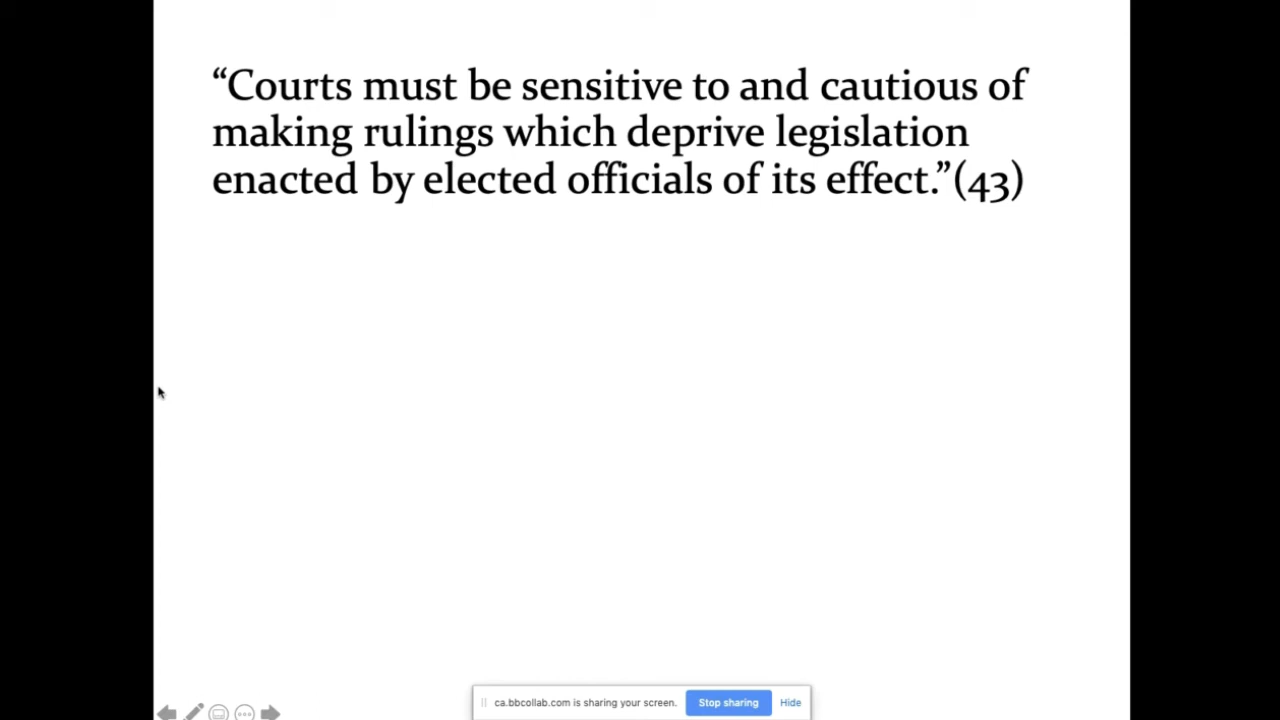 “Courts must be sensitive to and cautious of
making rulings which deprive legislation
enacted by elected officials of its effect.”(43)
ca.bbcollab.com is sharing your screen. Stop sharing Hide